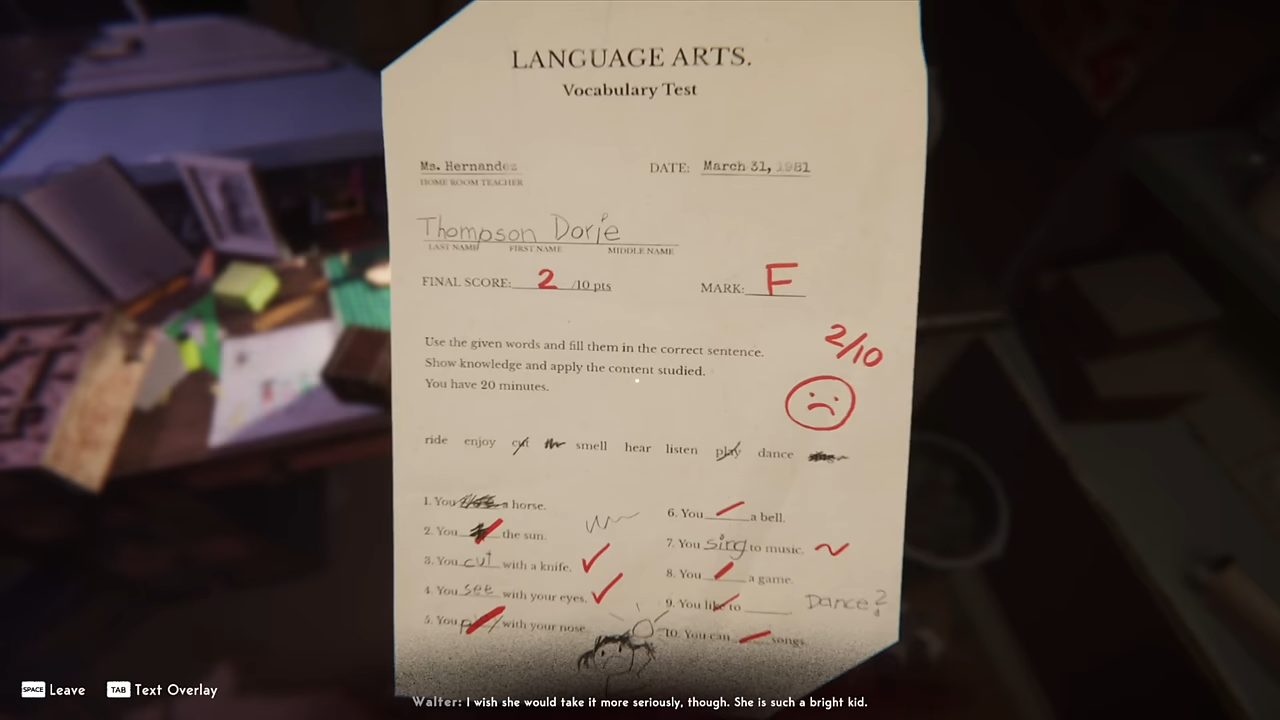 LANGUAGE ARTS.
Vocabulary Test
Ms. Hernandez DATE: March 31, 1981
HOME ROOM TEACHER
Thompson Dorje
LAST NAME FIRST NAME MIDDLE NAME
FINAL SCORE: 2 /10 pts MARK: F
2/10
Use the given words and fill them in the correct sentence.
Show knowledge and apply the content studied.
You have 20 minutes.
ride enjoy cut smell hear listen play dance
1. You a horse.
2. You the sun.
3. You cut with a knife.
4. You see with your eyes.
5. You with your nose.
6. You a bell.
7. You sing to music.
8. You a game.
9. You like to Dance?
10. You can songs.
Walter: I wish she would take it more seriously, though. She is such a bright kid.
SPACE Leave TAB Text Overlay